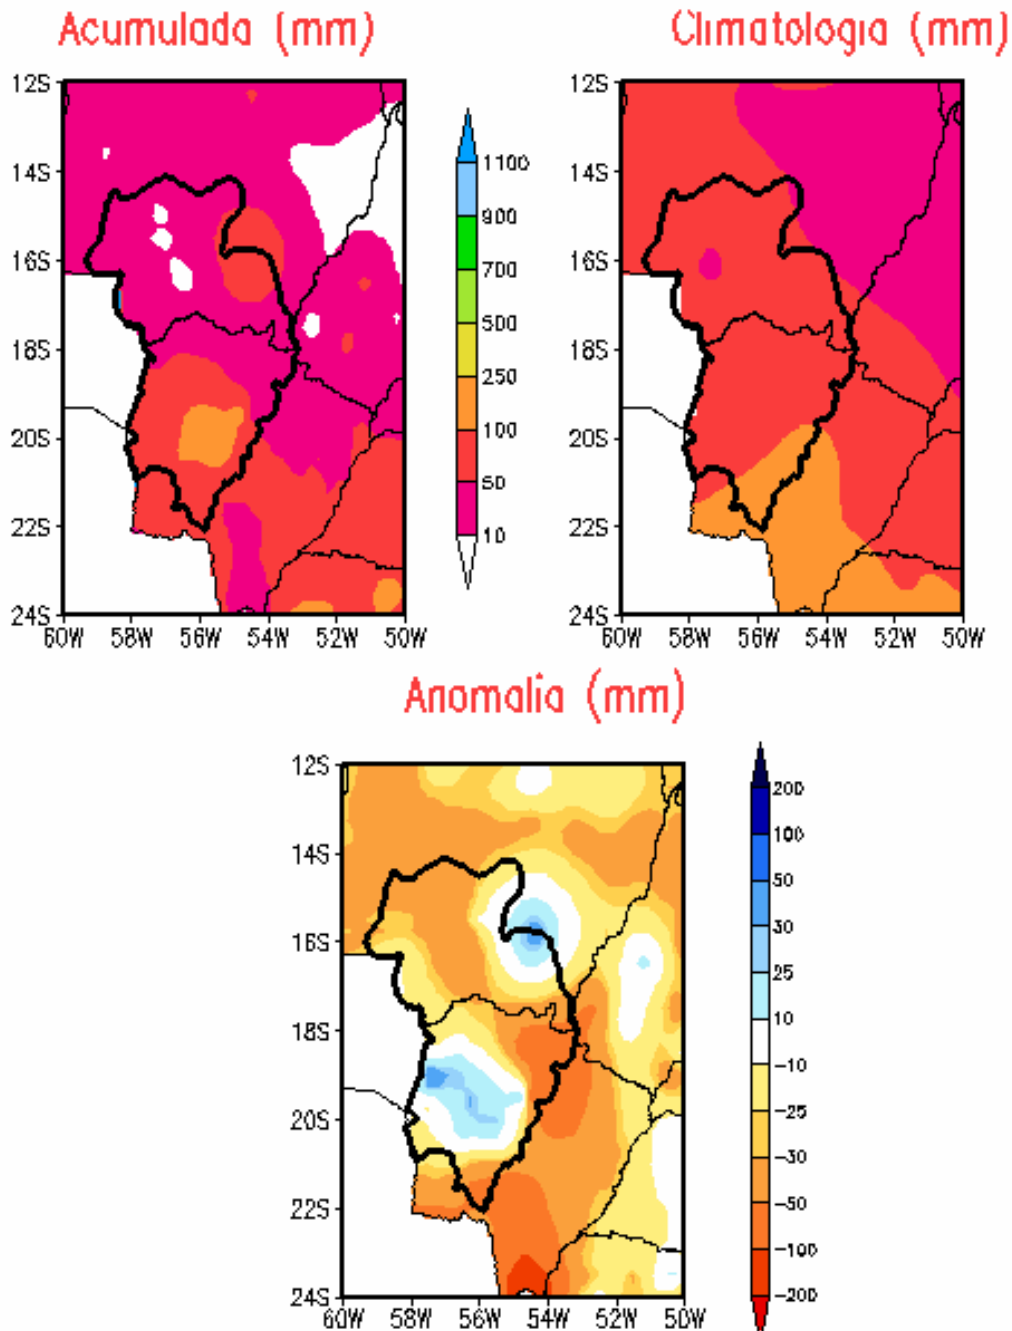 Acumulada (mm)
Climatologia (mm)
12S
14S
16S
18S
20S
22S
24S
60W 58W 56W 54W 52W 50W
1100
900
700
500
250
100
50
10
12S
14S
16S
18S
20S
22S
24S
60W 58W 56W 54W 52W 50W
Anomalia (mm)
12S
14S
16S
18S
20S
22S
24S
60W 58W 56W 54W 52W 50W
200
100
50
30
25
10
-10
-25
-30
-50
-100
-200